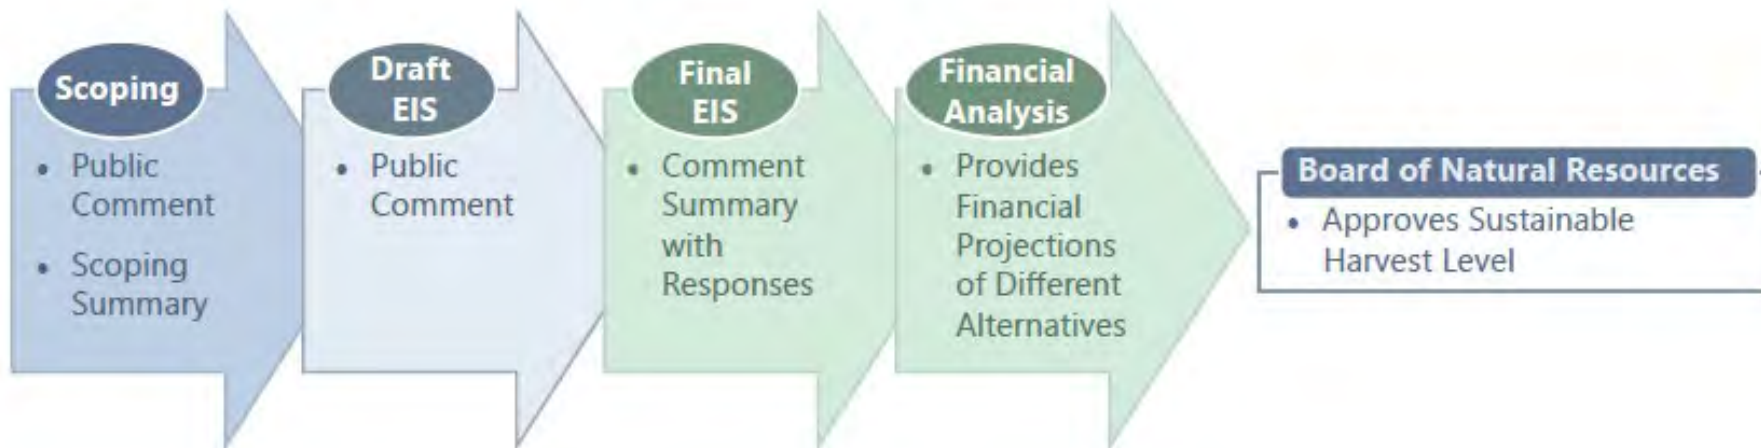 Scoping
• Public
Comment
• Scoping
Summary
Draft
EIS
• Public
Comment
Final
EIS
• Comment
Summary
with
Responses
Financial
Analysis
• Provides
Financial
Projections
of Different
Alternatives
Board of Natural Resources
• Approves Sustainable
Harvest Level